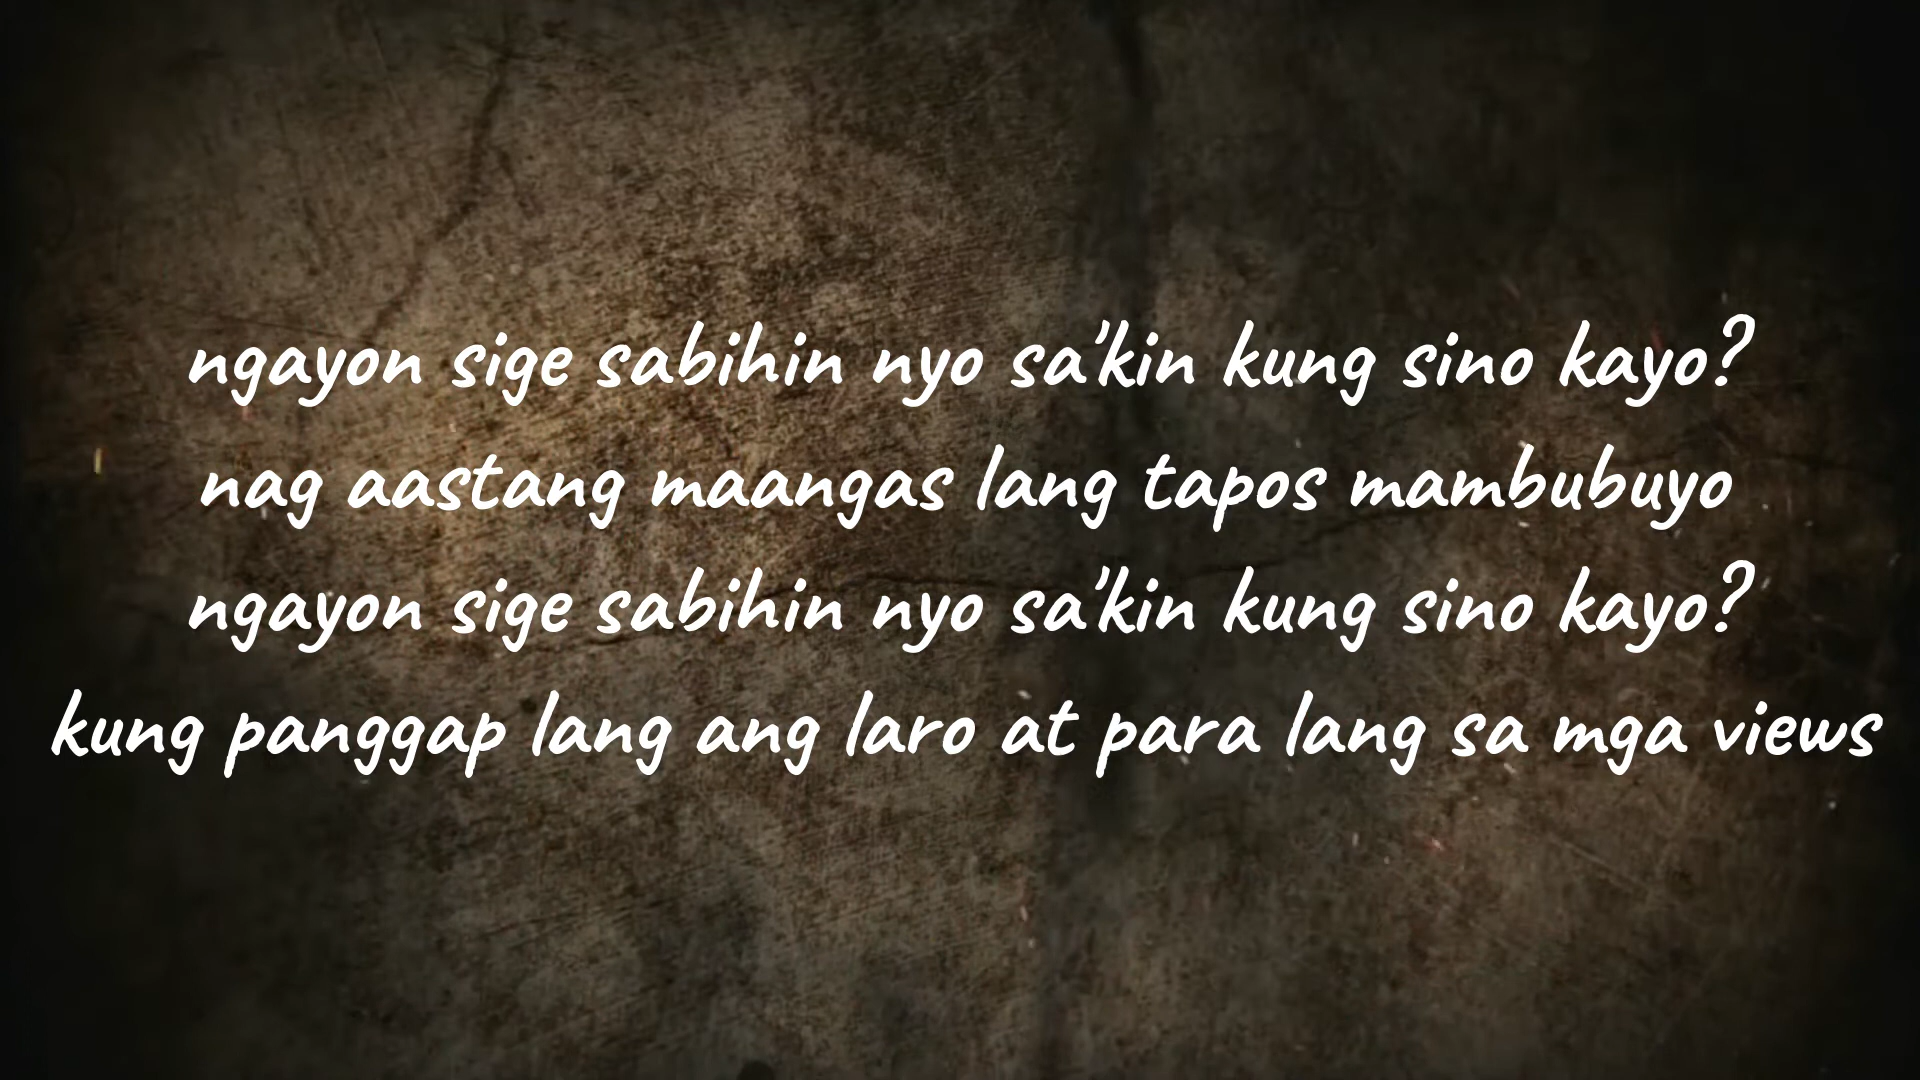 ngayon sige sabihin nyo sa'kin kung sino kayo?
nag aastang maangas lang tapos mambubuyo
ngayon sige sabihin nyo sa'kin kung sino kayo?
kung panggap lang ang laro at para lang sa mga views